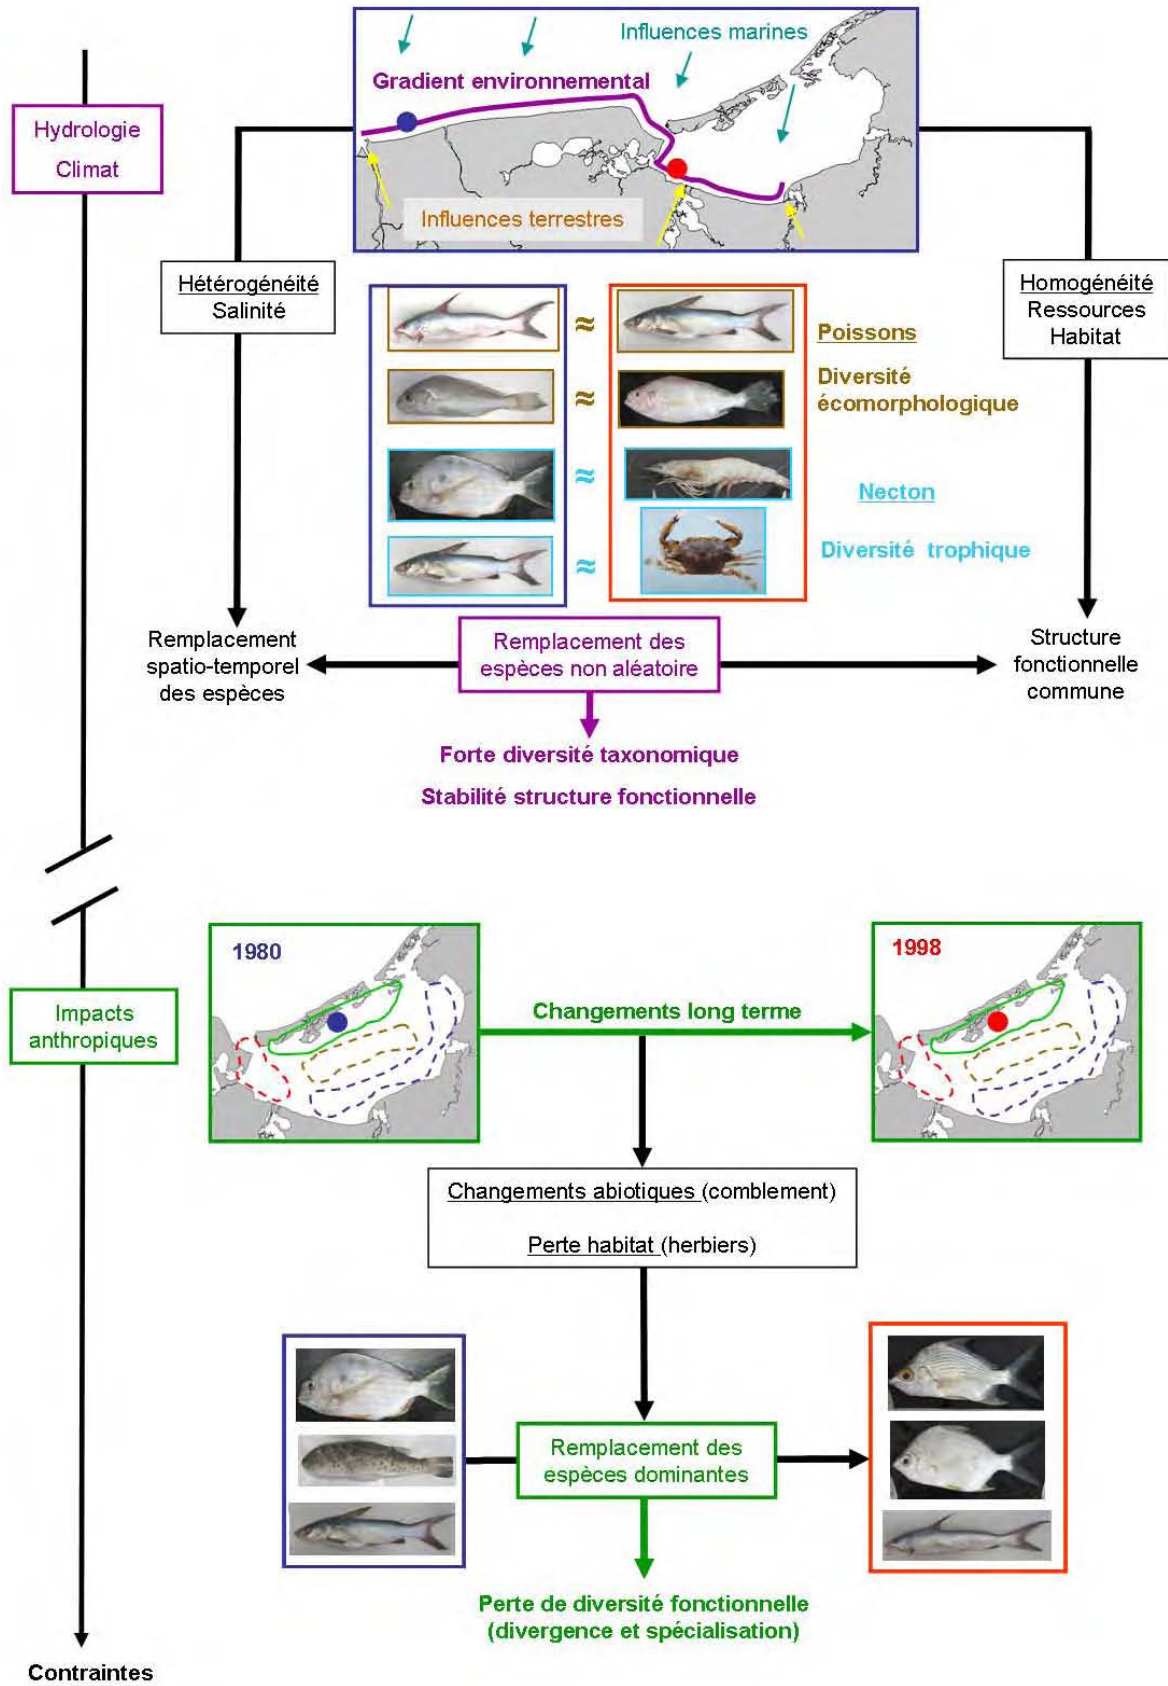 Influences marines
Gradient environnemental
Hydrologie
Climat
Influences terrestres
Hétérogénéité
Salinité
Homogénéité
Ressources
Habitat
≈
≈
≈
≈
Poissons
Diversité
écomorphologique
Necton
Diversité trophique
Remplacement
spatio-temporel
des espèces
Remplacement des
espèces non aléatoire
Structure
fonctionnelle
commune
Forte diversité taxonomique
Stabilité structure fonctionnelle
1980
1998
Impacts
anthropiques
Changements long terme
Changements abiotiques (comblement)
Perte habitat (herbiers)
Remplacement des
espèces dominantes
Perte de diversité fonctionnelle
(divergence et spécialisation)
Contraintes